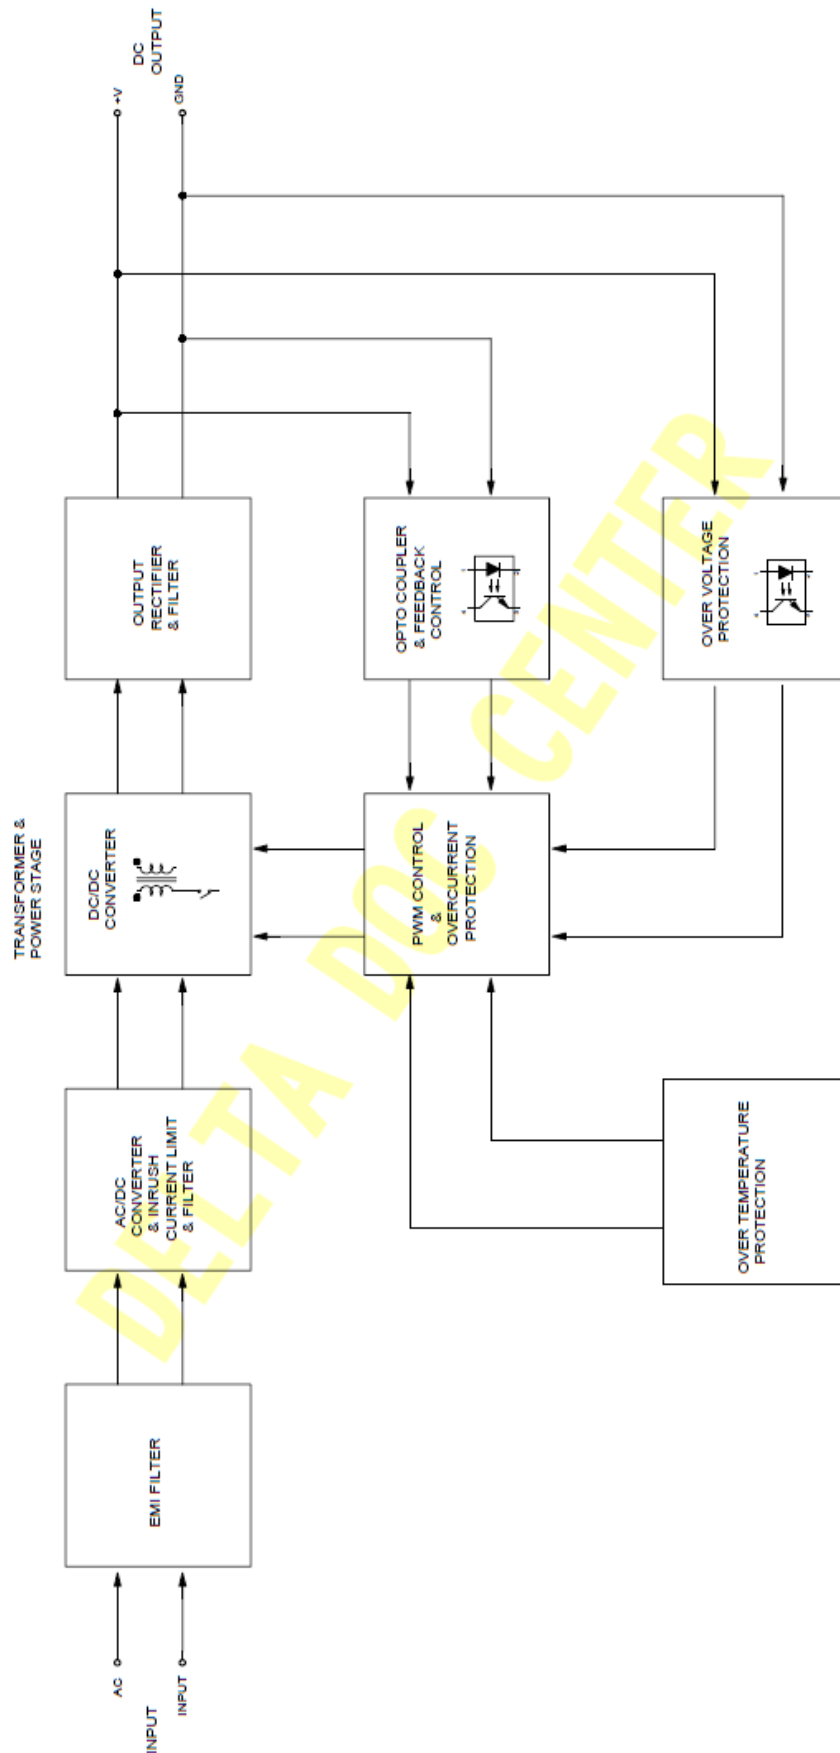 TRANSFORMER &
POWER STAGE
DC
OUTPUT
AC
INPUT
INPUT
EMI FILTER
AC/DC
CONVERTER
& INRUSH
CURRENT LIMIT
& FILTER
DC/DC
CONVERTER
OUTPUT
RECTIFIER
& FILTER
+V
GND
PWM CONTROL
&
OVERCURRENT
PROTECTION
OPTO COUPLER
& FEEDBACK
CONTROL
OVER TEMPERATURE
PROTECTION
OVER VOLTAGE
PROTECTION
DELTA DOC CENTER